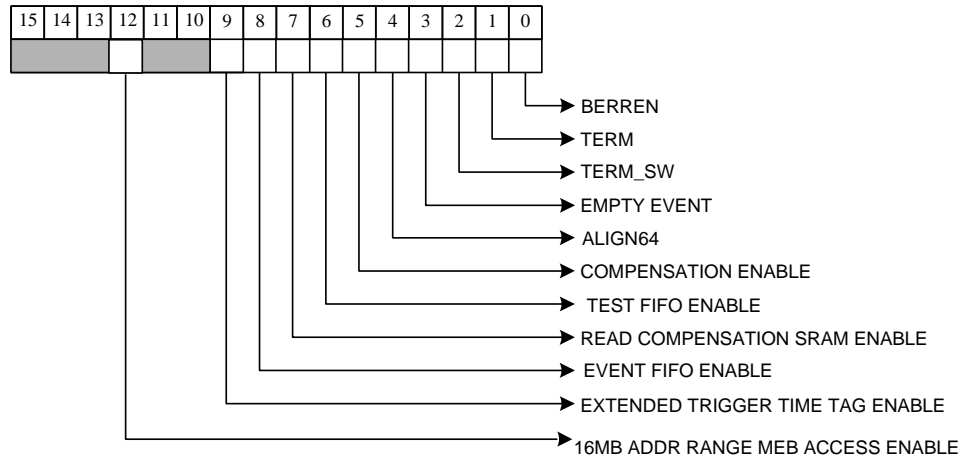 15 14 13 12 11 10 9 8 7 6 5 4 3 2 1 0
BERREN
TERM
TERM_SW
EMPTY EVENT
ALIGN64
COMPENSATION ENABLE
TEST FIFO ENABLE
READ COMPENSATION SRAM ENABLE
EVENT FIFO ENABLE
EXTENDED TRIGGER TIME TAG ENABLE
16MB ADDR RANGE MEB ACCESS ENABLE